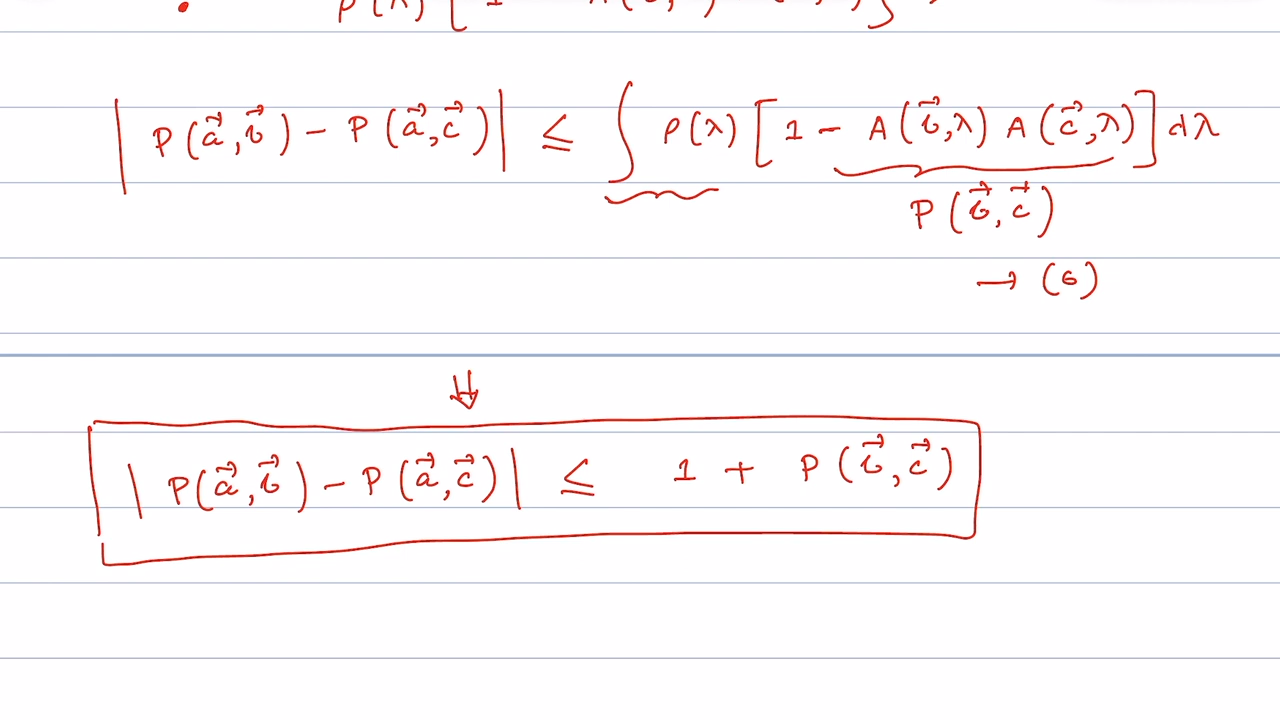 | P(a⃗,b⃗) − P(a⃗,c⃗) | ≤ ∫ ρ(λ) [ 1 − A(b⃗,λ) A(c⃗,λ) ] dλ
P(b⃗,c⃗)
→ (6)
⇓
| P(a⃗,b⃗) − P(a⃗,c⃗) | ≤ 1 + P(b⃗,c⃗)